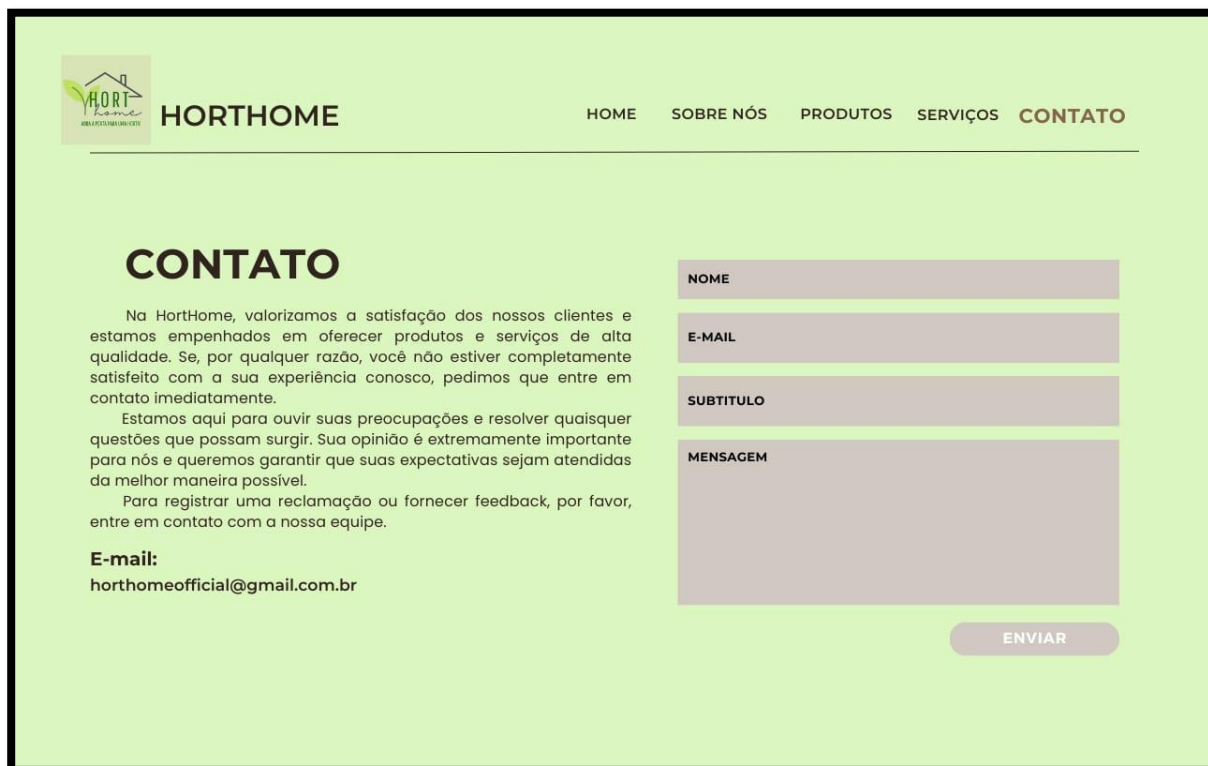 HORT
home
ABRA A PORTA PARA UMA HORTA
HORTHOME
HOME SOBRE NÓS PRODUTOS SERVIÇOS CONTATO
CONTATO
Na HortHome, valorizamos a satisfação dos nossos clientes e
estamos empenhados em oferecer produtos e serviços de alta
qualidade. Se, por qualquer razão, você não estiver completamente
satisfeito com a sua experiência conosco, pedimos que entre em
contato imediatamente.
Estamos aqui para ouvir suas preocupações e resolver quaisquer
questões que possam surgir. Sua opinião é extremamente importante
para nós e queremos garantir que suas expectativas sejam atendidas
da melhor maneira possível.
Para registrar uma reclamação ou fornecer feedback, por favor,
entre em contato com a nossa equipe.
E-mail:
horthomeofficial@gmail.com.br
NOME
E-MAIL
SUBTITULO
MENSAGEM
ENVIAR